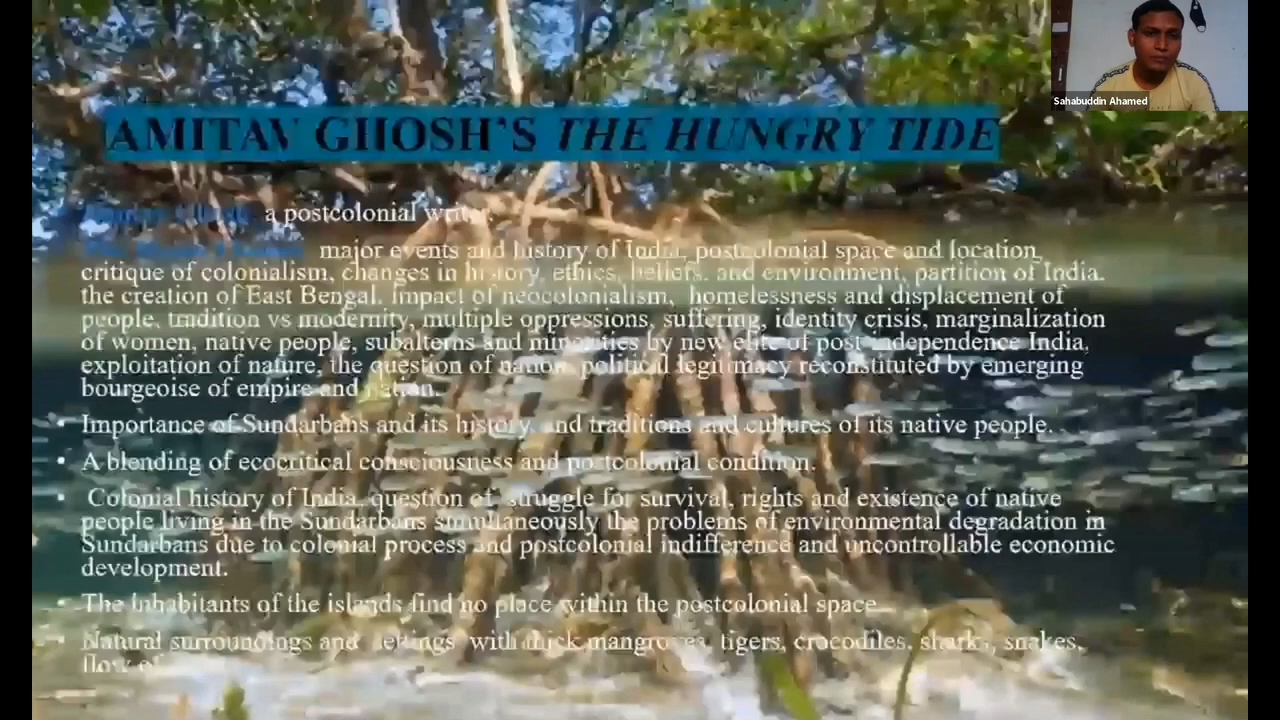 Sahabuddin Ahamed
AMITAV GHOSH'S THE HUNGRY TIDE
a postcolonial writer.
major events and history of India, postcolonial space and location,
critique of colonialism, changes in history, ethics, beliefs, and environment, partition of India,
the creation of East Bengal, impact of neocolonialism, homelessness and displacement of
people, tradition vs modernity, multiple oppressions, suffering, identity crisis, marginalization
of women, native people, subalterns and minorities by new elite of post independence India,
exploitation of nature, the question of nation, political legitimacy reconstituted by emerging
bourgeoise of empire and nation.
• Importance of Sundarbans and its history, and traditions and cultures of its native people.
• A blending of ecocritical consciousness and postcolonial condition.
• Colonial history of India, question of struggle for survival, rights and existence of native
people living in the Sundarbans simultaneously the problems of environmental degradation in
Sundarbans due to colonial process and postcolonial indifference and uncontrollable economic
development.
• The inhabitants of the islands find no place within the postcolonial space
• Natural surroundings and settings with thick mangroves, tigers, crocodiles, sharks, snakes,
flow of